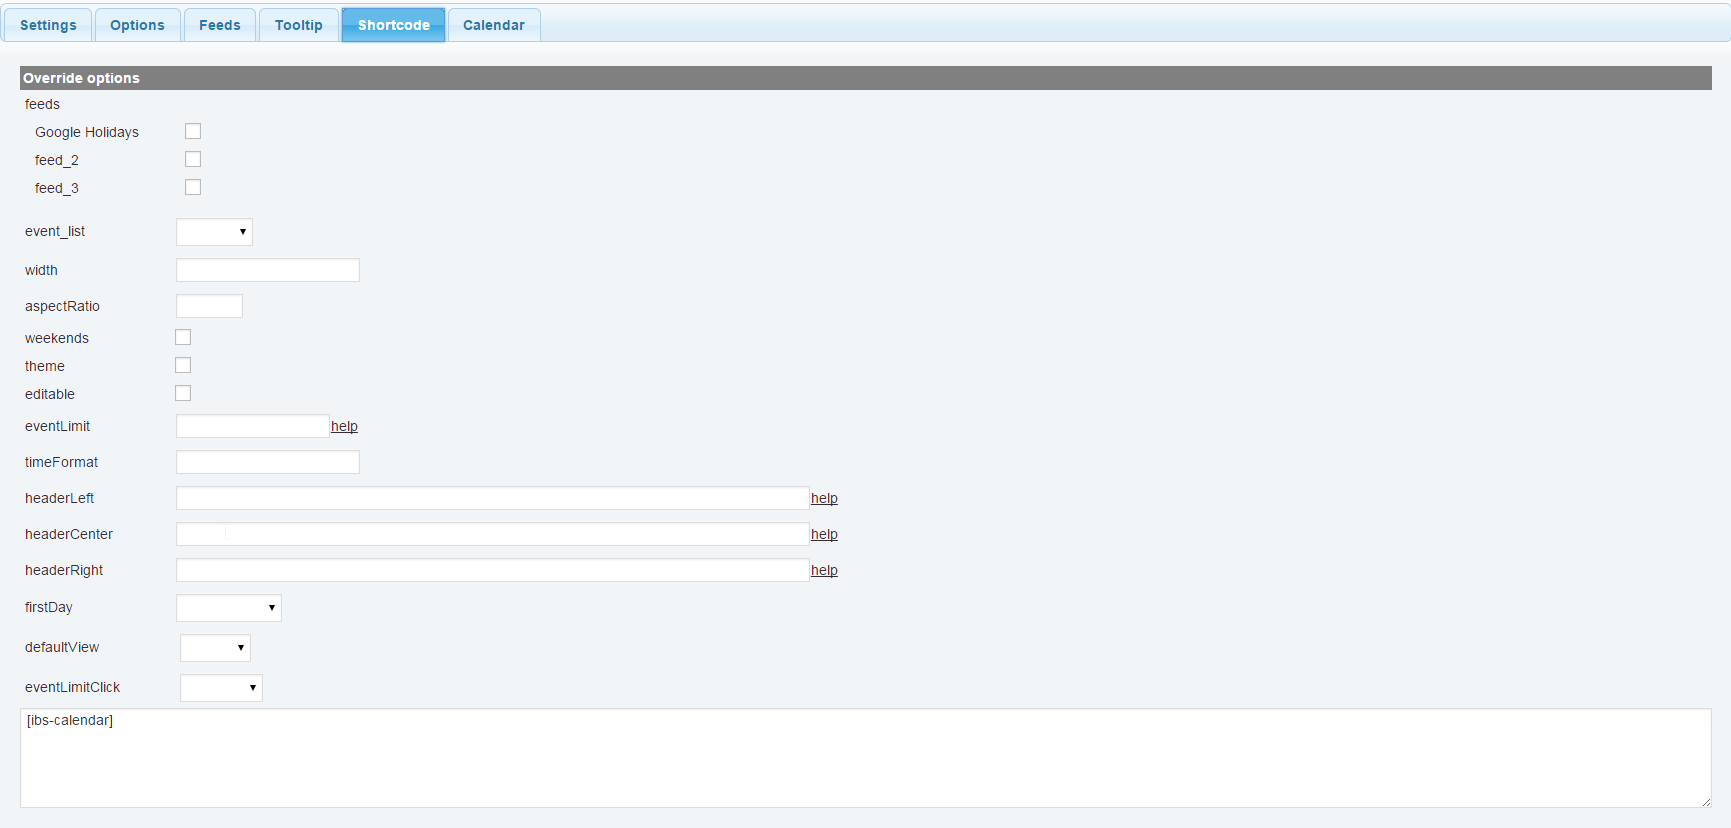 Settings Options Feeds Tooltip Shortcode Calendar
Override options
feeds
Google Holidays
feed_2
feed_3
event_list
width
aspectRatio
weekends
theme
editable
eventLimit help
timeFormat
headerLeft help
headerCenter help
headerRight help
firstDay
defaultView
eventLimitClick
[ibs-calendar]